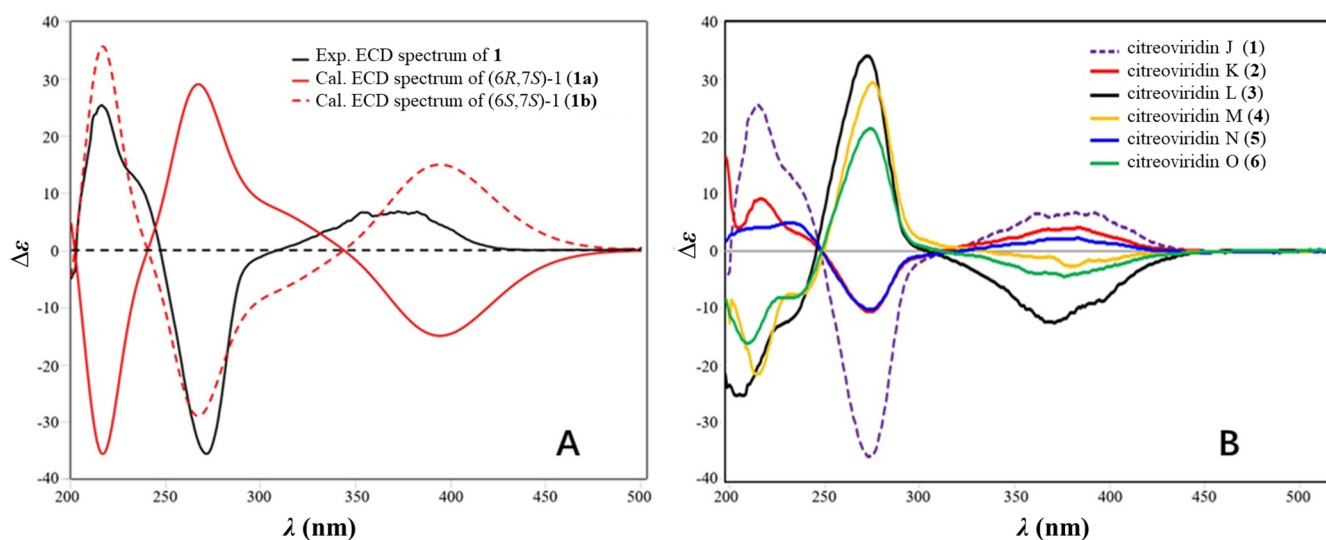 40
30
20
10
0
-10
-20
-30
-40
Δε
200
250
300
350
400
450
500
λ (nm)
Exp. ECD spectrum of 1
Cal. ECD spectrum of (6R,7S)-1 (1a)
Cal. ECD spectrum of (6S,7S)-1 (1b)
A
40
30
20
10
0
-10
-20
-30
-40
Δε
200
250
300
350
400
450
500
λ (nm)
citreoviridin J (1)
citreoviridin K (2)
citreoviridin L (3)
citreoviridin M (4)
citreoviridin N (5)
citreoviridin O (6)
B